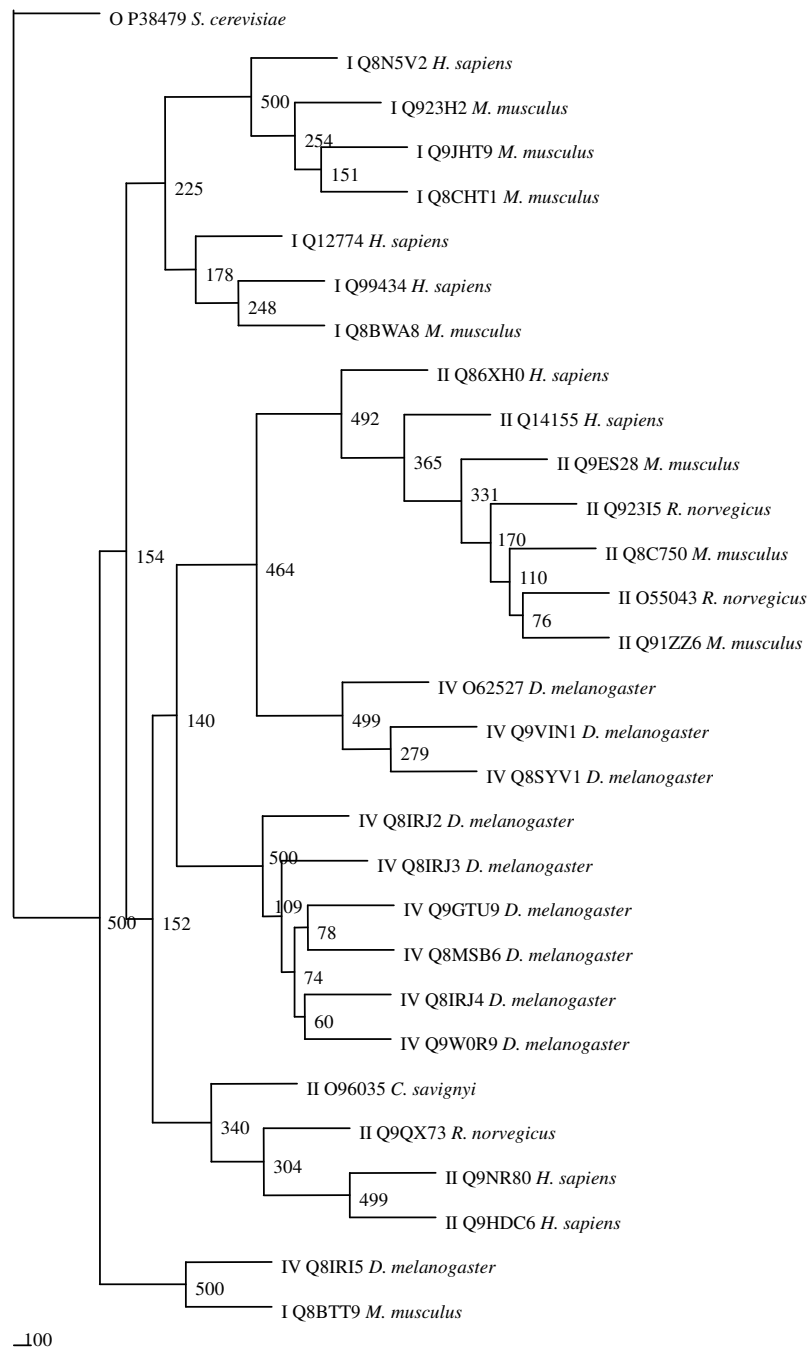 O P38479 S. cerevisiae
I Q8N5V2 H. sapiens
500
I Q923H2 M. musculus
254
I Q9JHT9 M. musculus
151
225
I Q8CHT1 M. musculus
I Q12774 H. sapiens
178
I Q99434 H. sapiens
248
I Q8BWA8 M. musculus
II Q86XH0 H. sapiens
492
II Q14155 H. sapiens
365
II Q9ES28 M. musculus
331
II Q923I5 R. norvegicus
170
II Q8C750 M. musculus
154
464
110
II O55043 R. norvegicus
76
II Q91ZZ6 M. musculus
IV O62527 D. melanogaster
140
499
IV Q9VIN1 D. melanogaster
279
IV Q8SYV1 D. melanogaster
IV Q8IRJ2 D. melanogaster
500
IV Q8IRJ3 D. melanogaster
109
IV Q9GTU9 D. melanogaster
500
152
78
IV Q8MSB6 D. melanogaster
74
IV Q8IRJ4 D. melanogaster
60
IV Q9W0R9 D. melanogaster
II O96035 C. savignyi
340
II Q9QX73 R. norvegicus
304
II Q9NR80 H. sapiens
499
II Q9HDC6 H. sapiens
IV Q8IRI5 D. melanogaster
500
I Q8BTT9 M. musculus
100